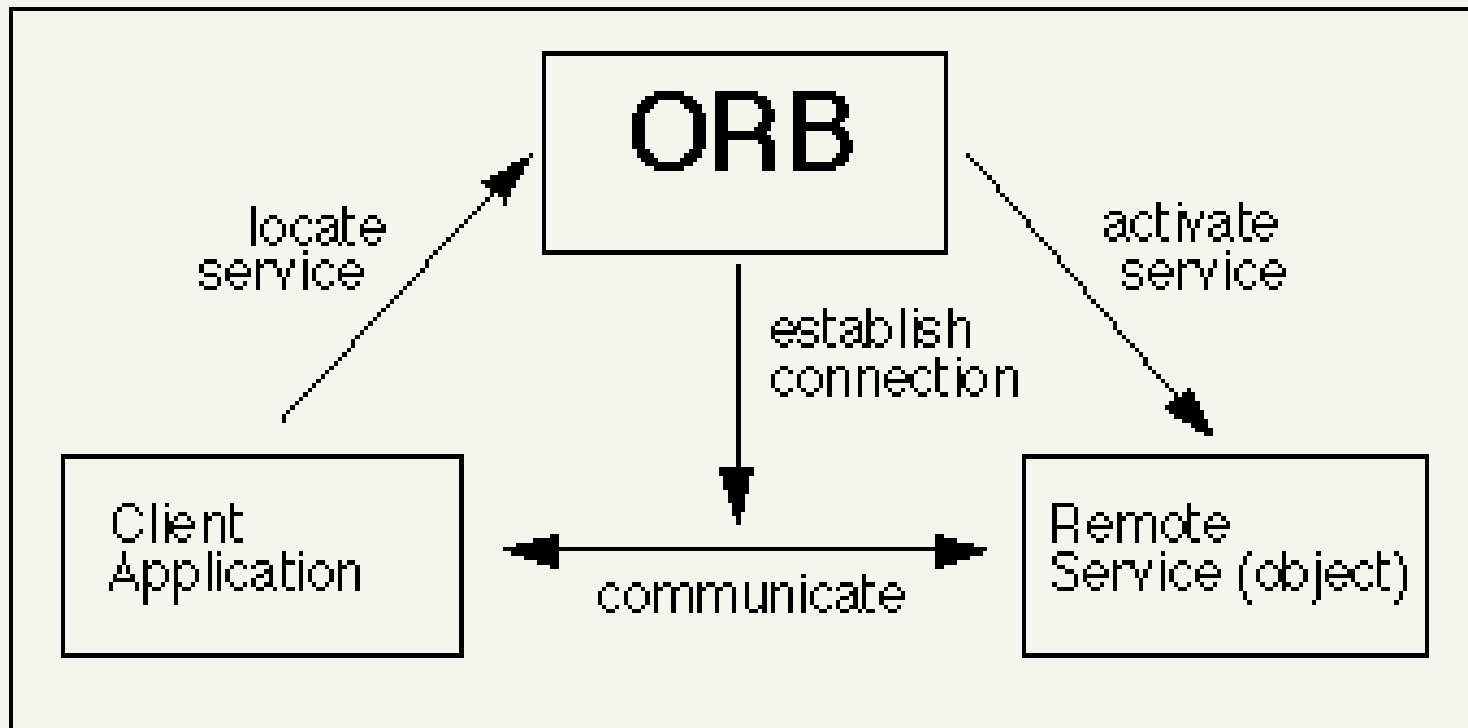 ORB
locate
service
activate
service
establish
connection
Client
Application
communicate
Remote
Service (object)